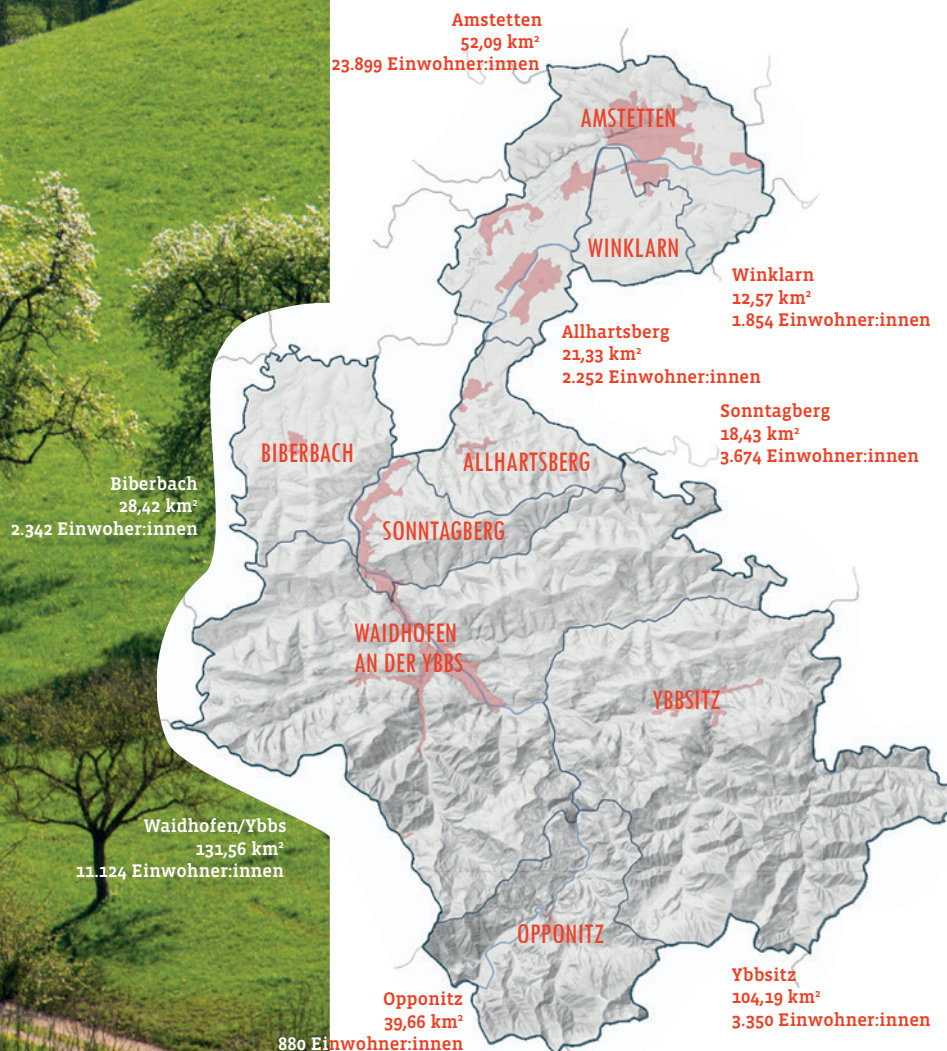 Amstetten
52,09 km²
23.899 Einwohner:innen
AMSTETTEN
WINKLARN
Winklarn
12,57 km²
1.854 Einwohner:innen
Allhartsberg
21,33 km²
2.252 Einwohner:innen
Sonntagberg
18,43 km²
3.674 Einwohner:innen
BIBERBACH
ALLHARTSBERG
Biberbach
28,42 km²
2.342 Einwoher:innen
SONNTAGBERG
WAIDHOFEN
AN DER YBBS
YBBSITZ
Waidhofen/Ybbs
131,56 km²
11.124 Einwohner:innen
OPPONITZ
Ybbsitz
104,19 km²
3.350 Einwohner:innen
Opponitz
39,66 km²
880 Einwohner:innen